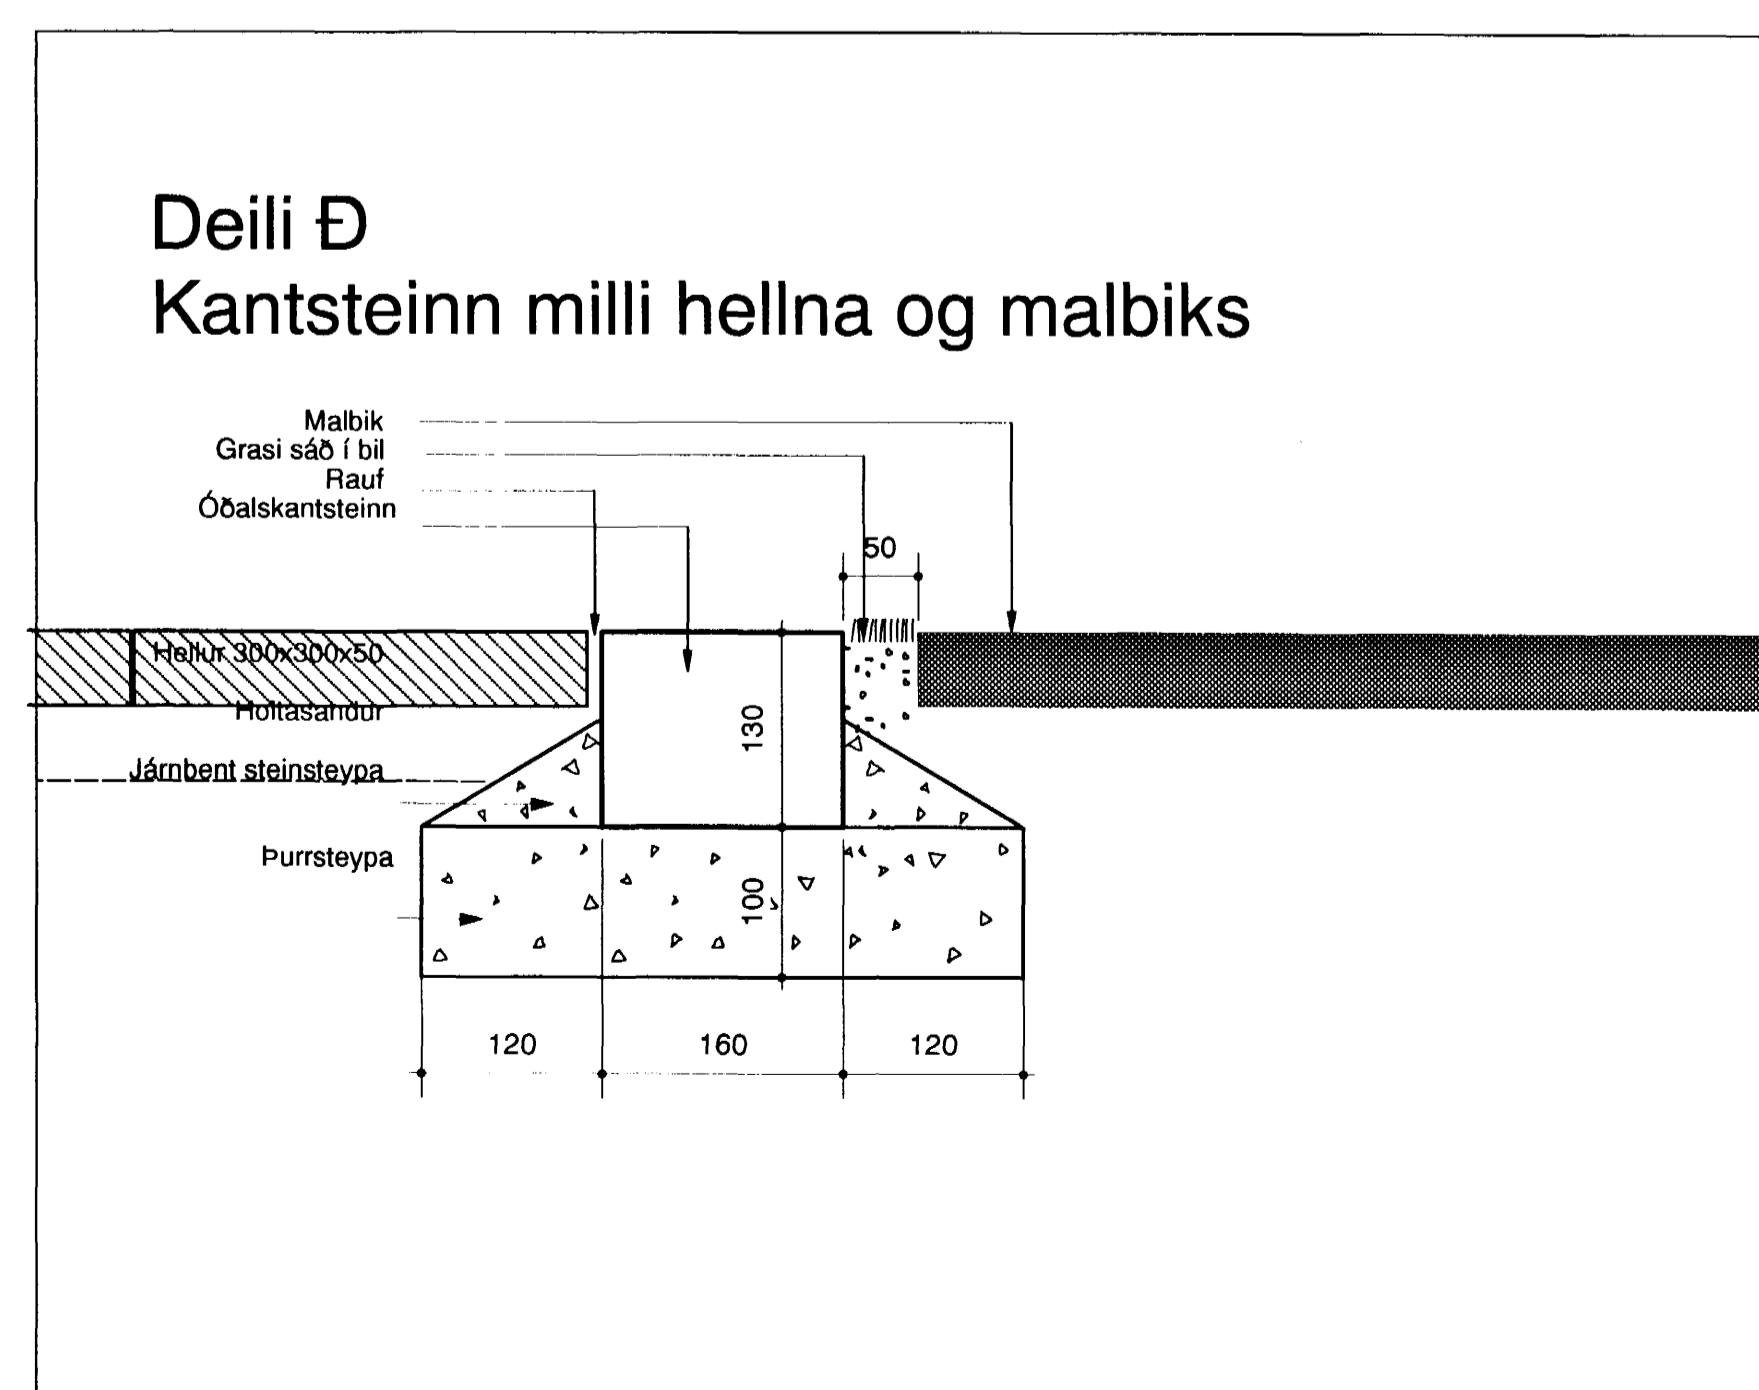 Deili Ð
Kantsteinn milli hellna og malbiks
Malbik
Grasi sáð í bil
Rauf
Óðalskantsteinn
50
Hellur 300x300x50
Holtasandur
130
Járnbent steinsteypa
Þurrsteypa
100
120 160 120